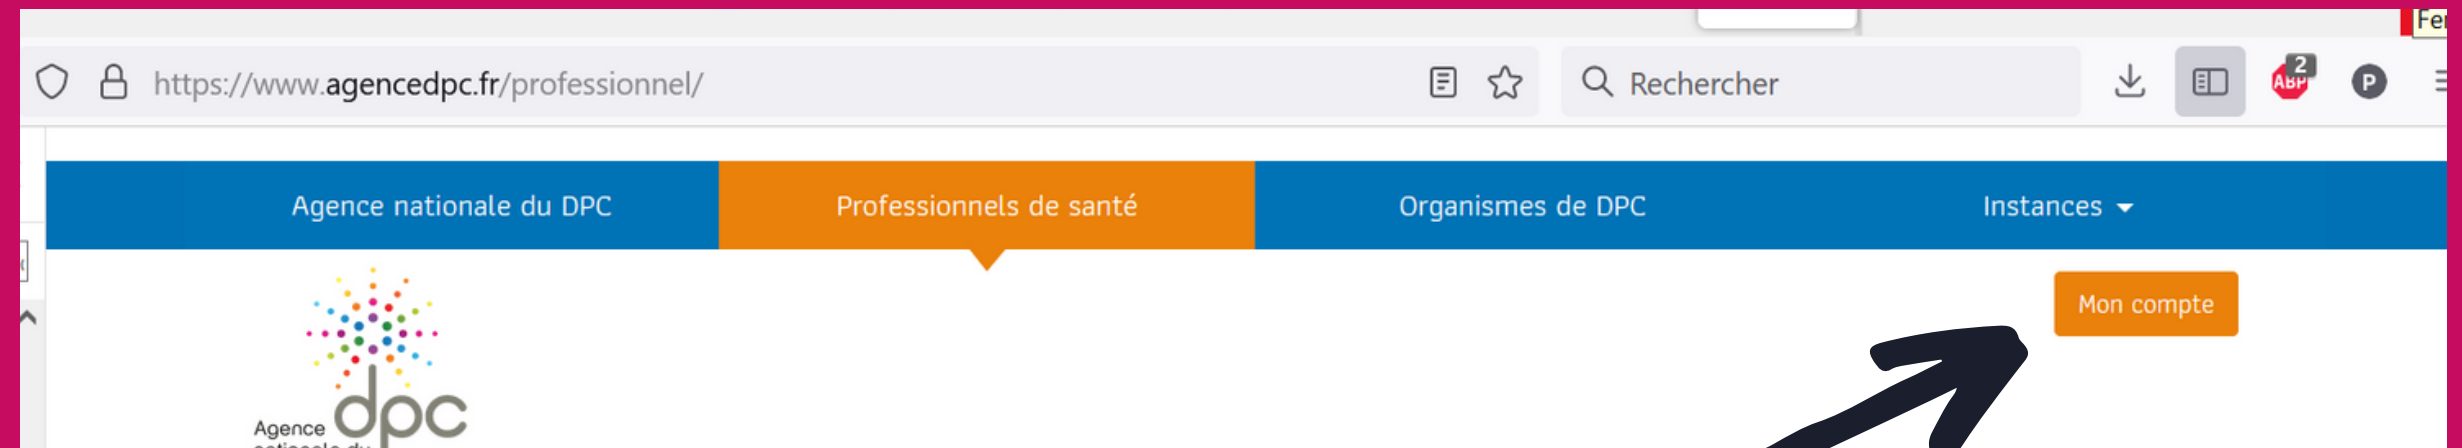 https://www.agencedpc.fr/professionnel/
Rechercher
2
ABP
P
Agence nationale du DPC
Professionnels de santé
Organismes de DPC
Instances
Mon compte
Agence
dpc